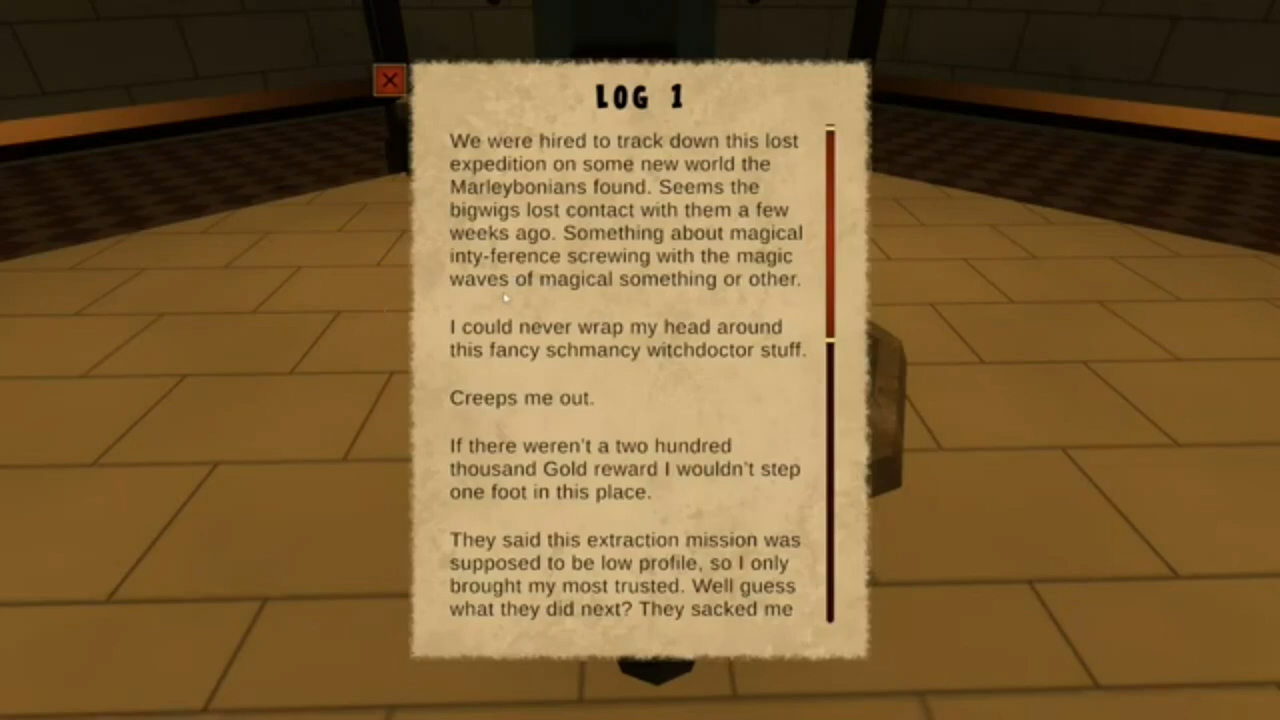 LOG 1
We were hired to track down this lost
expedition on some new world the
Marleybonians found. Seems the
bigwigs lost contact with them a few
weeks ago. Something about magical
inty-ference screwing with the magic
waves of magical something or other.
I could never wrap my head around
this fancy schmancy witchdoctor stuff.
Creeps me out.
If there weren't a two hundred
thousand Gold reward I wouldn't step
one foot in this place.
They said this extraction mission was
supposed to be low profile, so I only
brought my most trusted. Well guess
what they did next? They sacked me